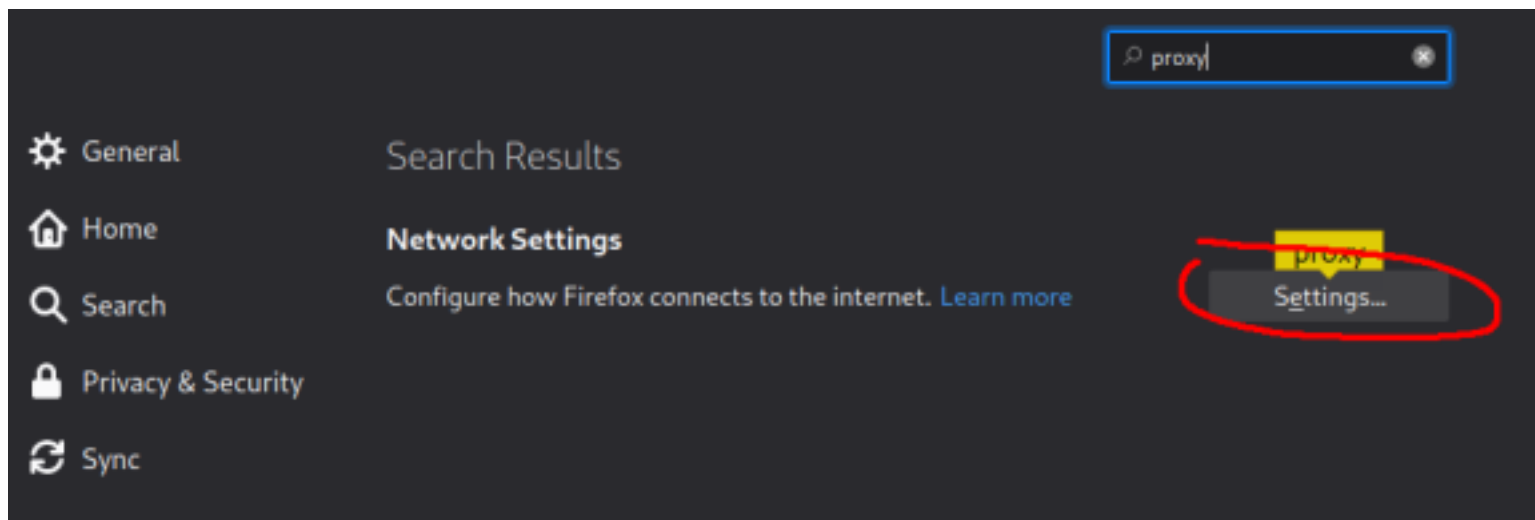 proxy
General
Home
Search
Privacy & Security
Sync
Search Results
Network Settings
proxy
Configure how Firefox connects to the internet. Learn more
Settings...